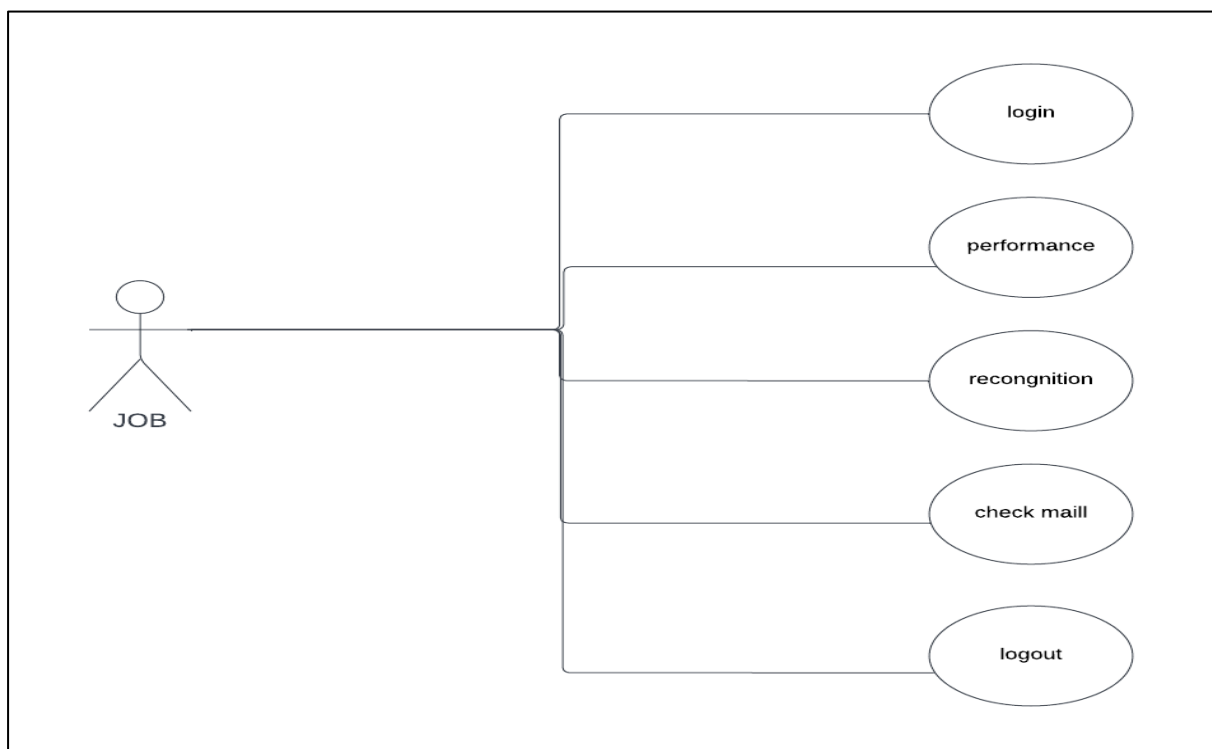 login
performance
recongnition
JOB
check maill
logout